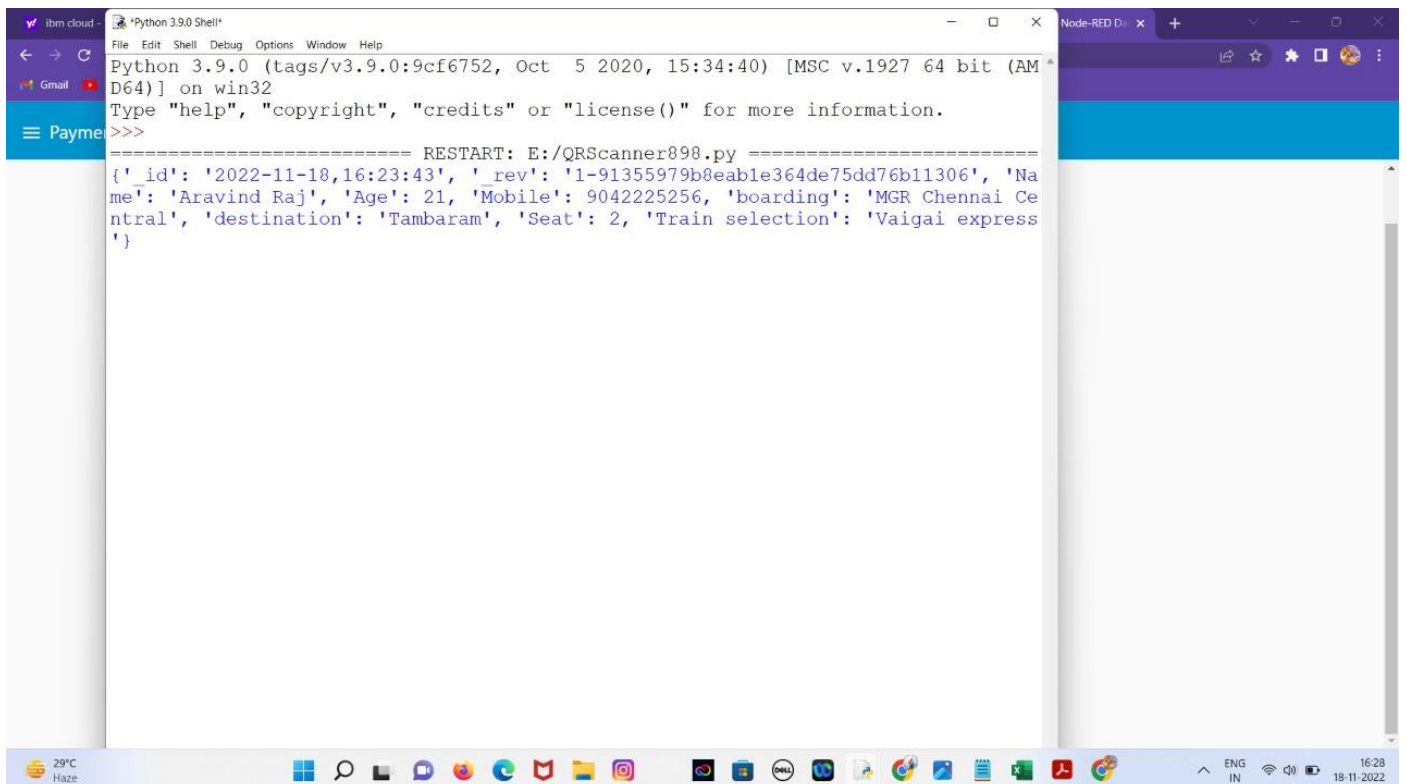 ibm cloud -
*Python 3.9.0 Shell*
Node-RED Da
File Edit Shell Debug Options Window Help
Gmail
Payme
Python 3.9.0 (tags/v3.9.0:9cf6752, Oct  5 2020, 15:34:40) [MSC v.1927 64 bit (AM
D64)] on win32
Type "help", "copyright", "credits" or "license()" for more information.
>>>
========================== RESTART: E:/QRScanner898.py =========================
{'_id': '2022-11-18,16:23:43', '_rev': '1-91355979b8eab1e364de75dd76b11306', 'Na
me': 'Aravind Raj', 'Age': 21, 'Mobile': 9042225256, 'boarding': 'MGR Chennai Ce
ntral', 'destination': 'Tambaram', 'Seat': 2, 'Train selection': 'Vaigai express
'}
29°C
Haze
DELL
ENG
IN
16:28
18-11-2022